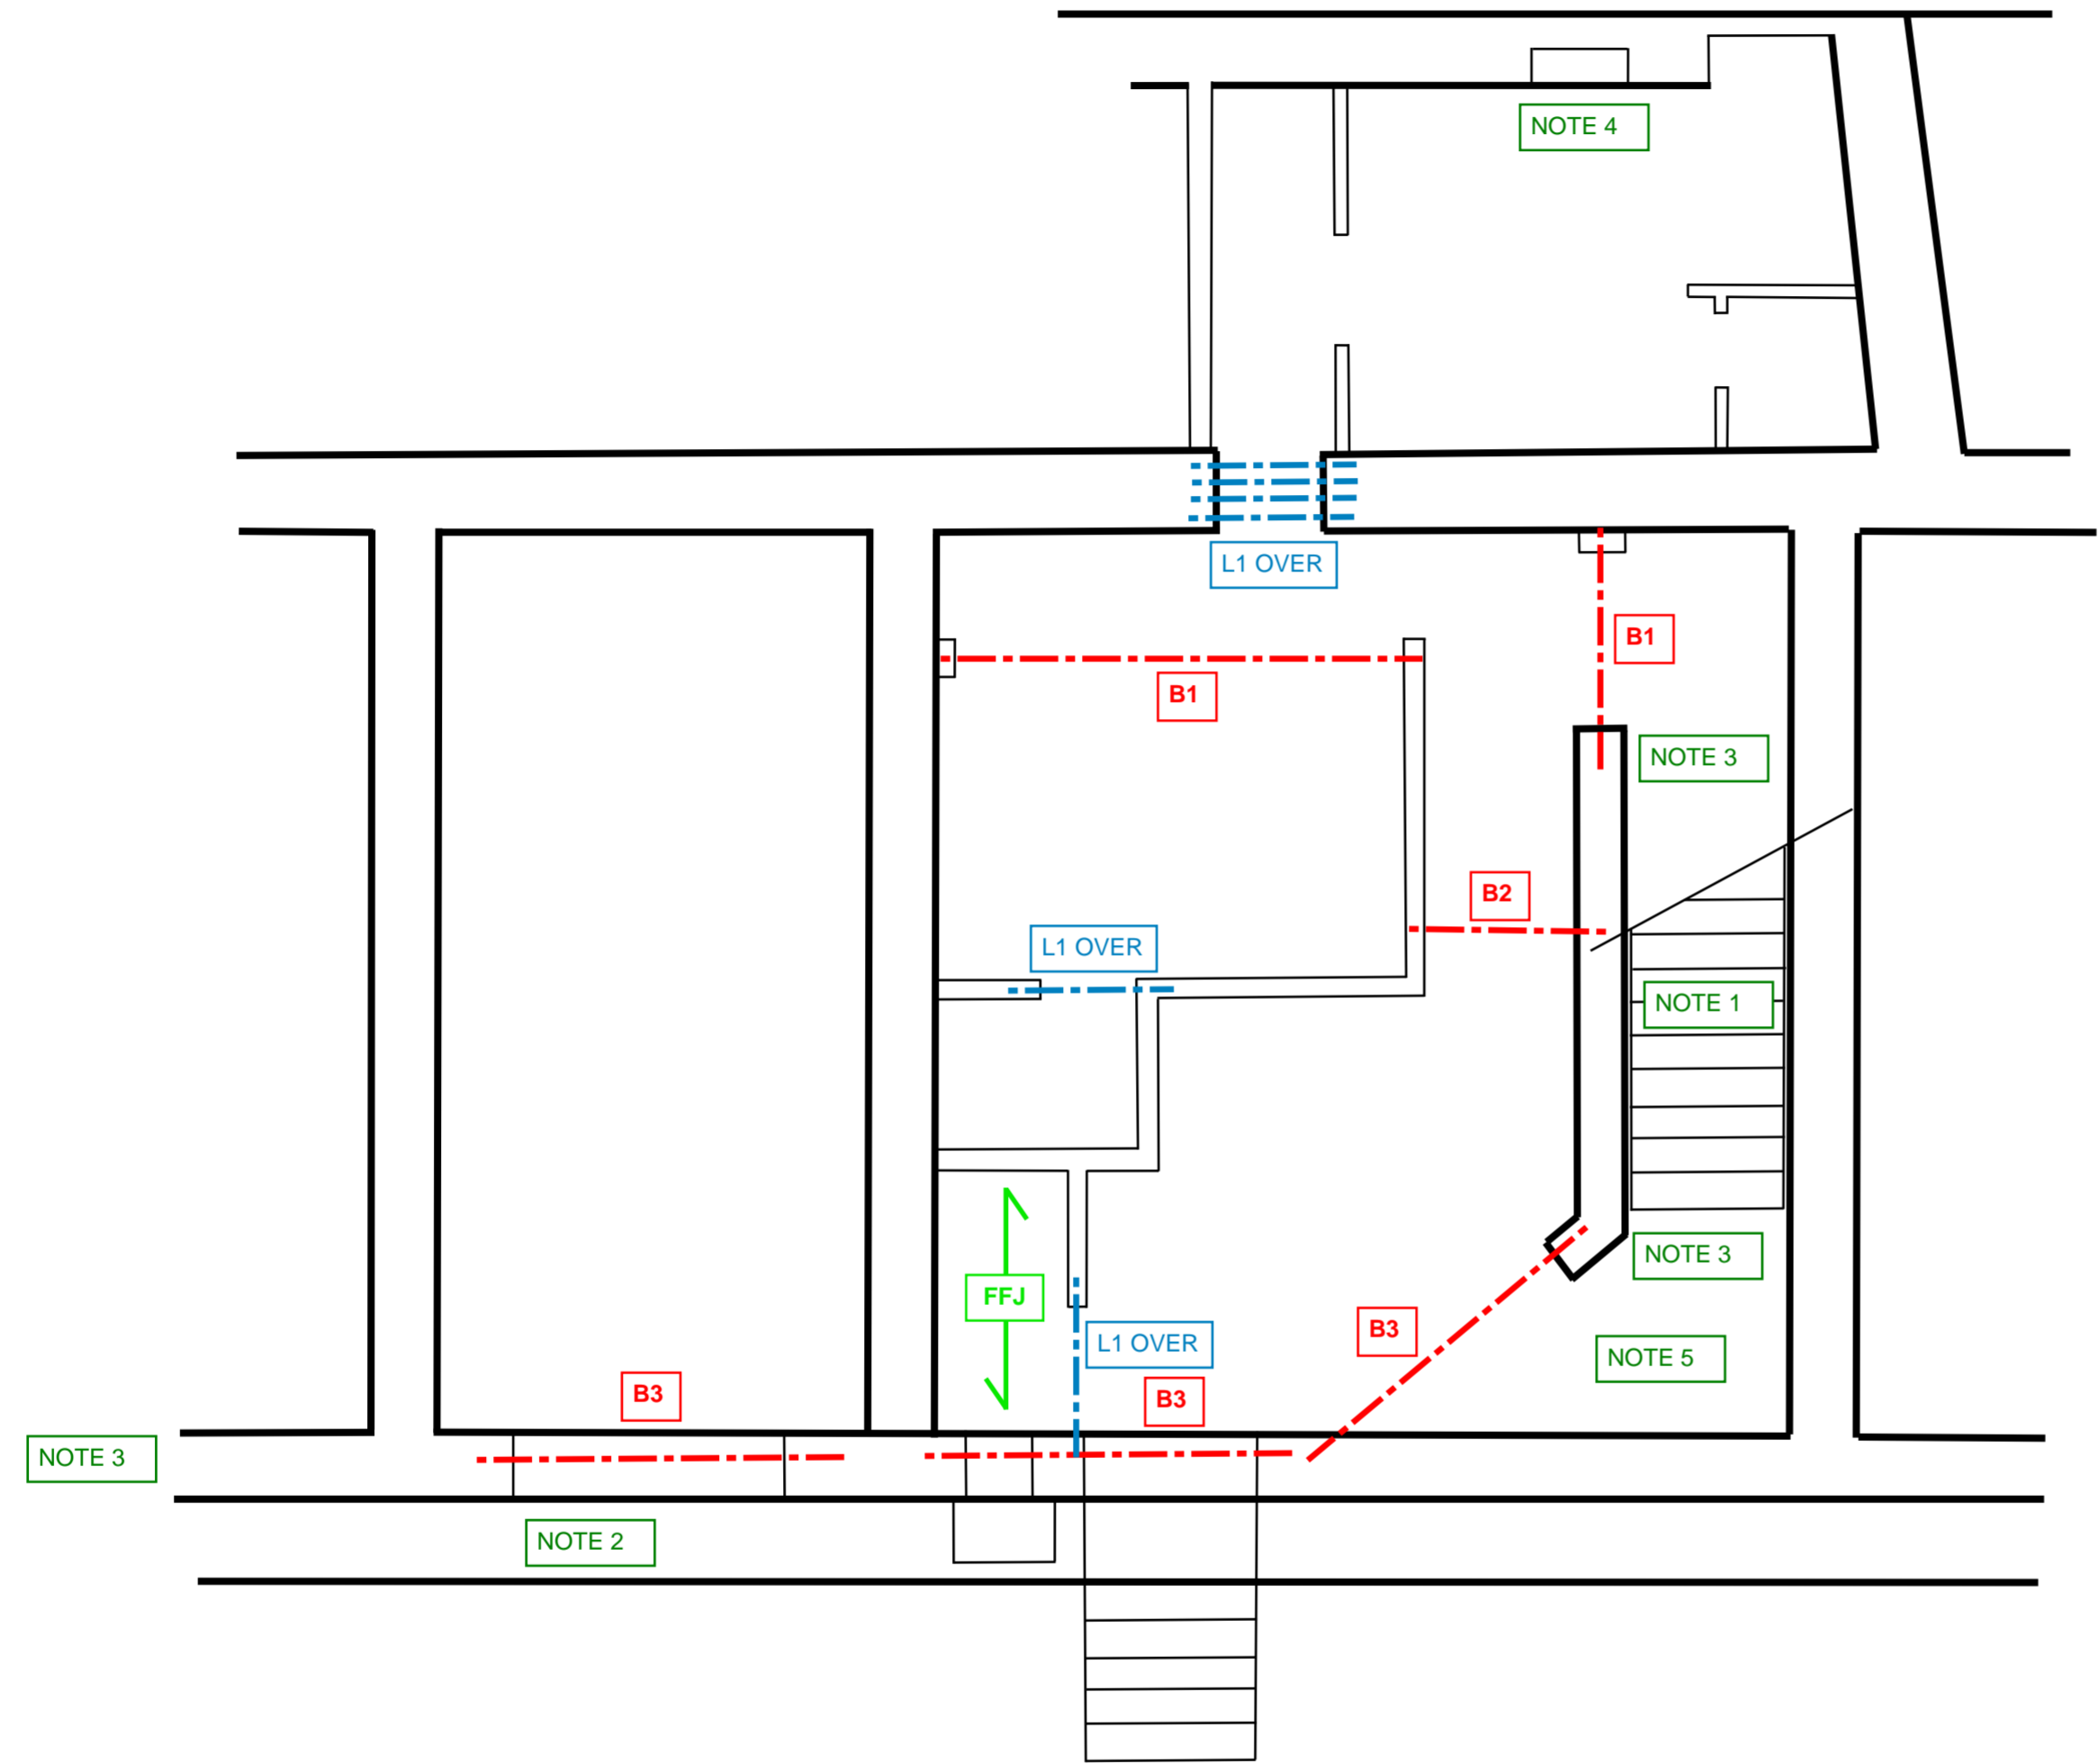 NOTE 4
L1 OVER
B1
B1
NOTE 3
B2
L1 OVER
NOTE 1
NOTE 3
FFJ
B3
L1 OVER
NOTE 5
B3
B3
NOTE 3
NOTE 2